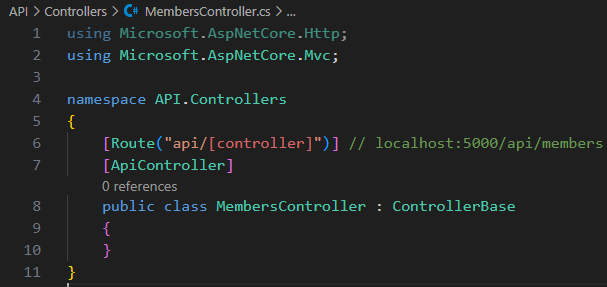 API > Controllers > MembersController.cs > ...
1 using Microsoft.AspNetCore.Http;
2 using Microsoft.AspNetCore.Mvc;
3
4 namespace API.Controllers
5 {
6 [Route("api/[controller]")] // localhost:5000/api/members
7 [ApiController]
0 references
8 public class MembersController : ControllerBase
9 {
10 }
11 }